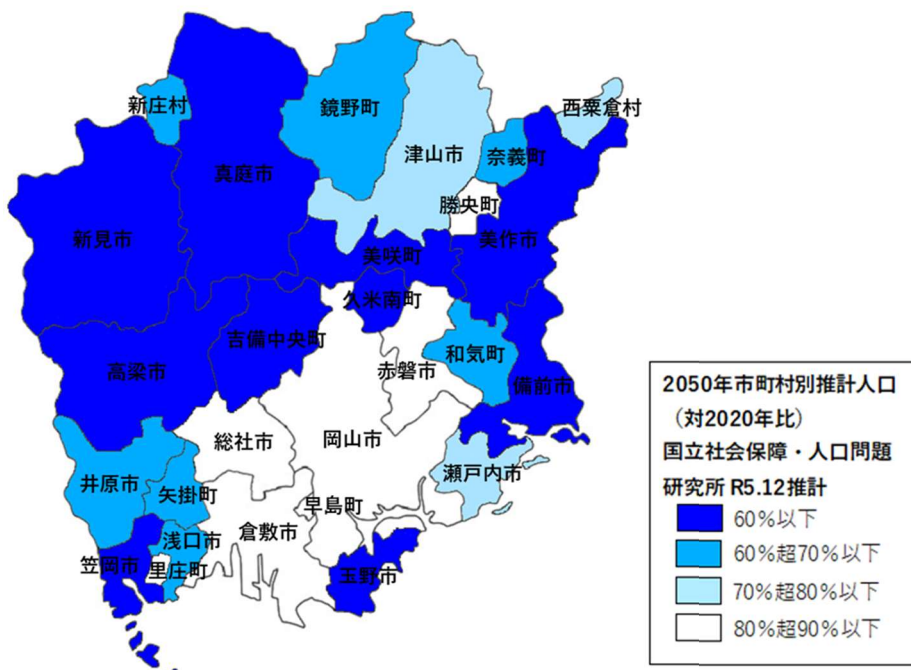 新庄村
鏡野町
西粟倉村
津山市
奈義町
真庭市
勝央町
新見市
美作市
美咲町
久米南町
吉備中央町
和気町
高梁市
赤磐市
備前市
総社市
岡山市
瀬戸内市
井原市
矢掛町
早島町
倉敷市
浅口市
笠岡市
里庄町
玉野市
2050年市町村別推計人口
(対2020年比)
国立社会保障・人口問題
研究所 R5.12推計
60%以下
60%超70%以下
70%超80%以下
80%超90%以下